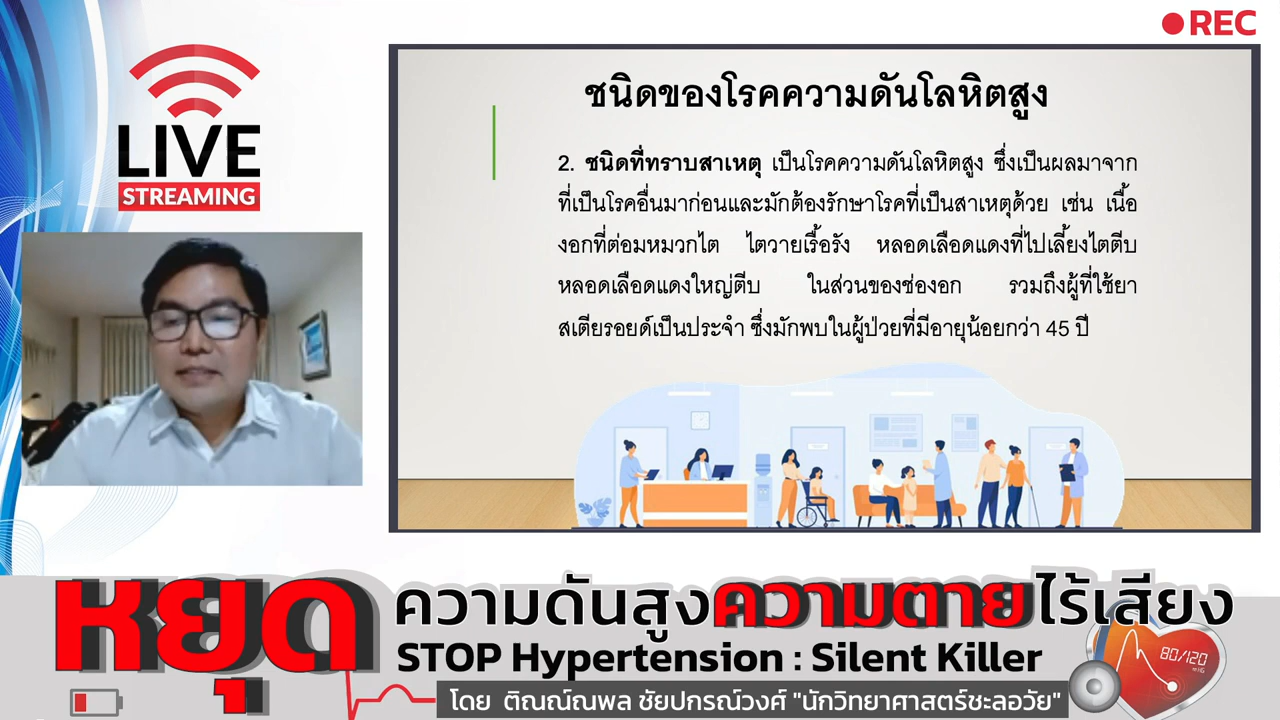 REC
LIVE
STREAMING
ชนิดของโรคความดันโลหิตสูง
2. ชนิดที่ทราบสาเหตุ เป็นโรคความดันโลหิตสูง ซึ่งเป็นผลมาจาก
ที่เป็นโรคอื่นมาก่อนและมักต้องรักษาโรคที่เป็นสาเหตุด้วย เช่น เนื้อ
งอกที่ต่อมหมวกไต ไตวายเรื้อรัง หลอดเลือดแดงที่ไปเลี้ยงไตตีบ
หลอดเลือดแดงใหญ่ตีบ ในส่วนของช่องอก รวมถึงผู้ที่ใช้ยา
สเตียรอยด์เป็นประจำ ซึ่งมักพบในผู้ป่วยที่มีอายุน้อยกว่า 45 ปี
หยุด ความดันสูงความตายไร้เสียง
STOP Hypertension : Silent Killer
80/120
โดย ติณณ์ณพล ชัยปกรณ์วงศ์ "นักวิทยาศาสตร์ชะลอวัย"